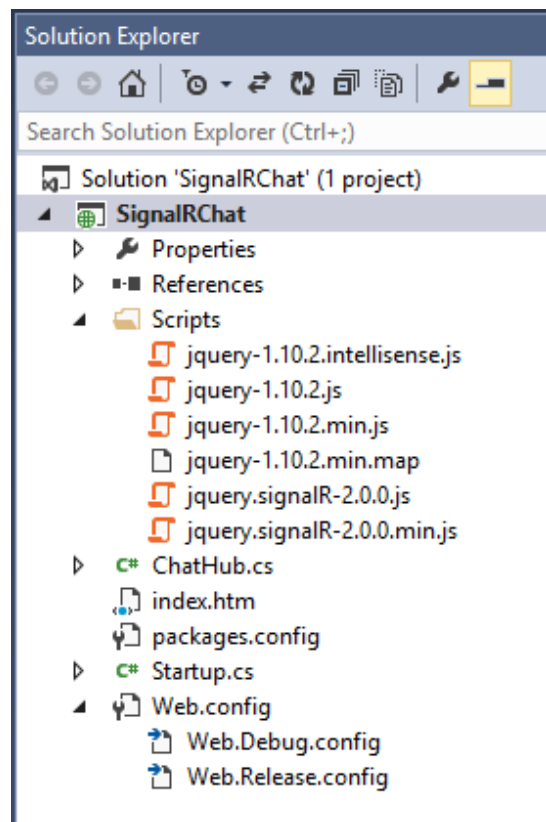 Solution Explorer
Search Solution Explorer (Ctrl+;)
Solution 'SignalRChat' (1 project)
SignalRChat
Properties
References
Scripts
jquery-1.10.2.intellisense.js
jquery-1.10.2.js
jquery-1.10.2.min.js
jquery-1.10.2.min.map
jquery.signalR-2.0.0.js
jquery.signalR-2.0.0.min.js
C# ChatHub.cs
index.htm
packages.config
C# Startup.cs
Web.config
Web.Debug.config
Web.Release.config